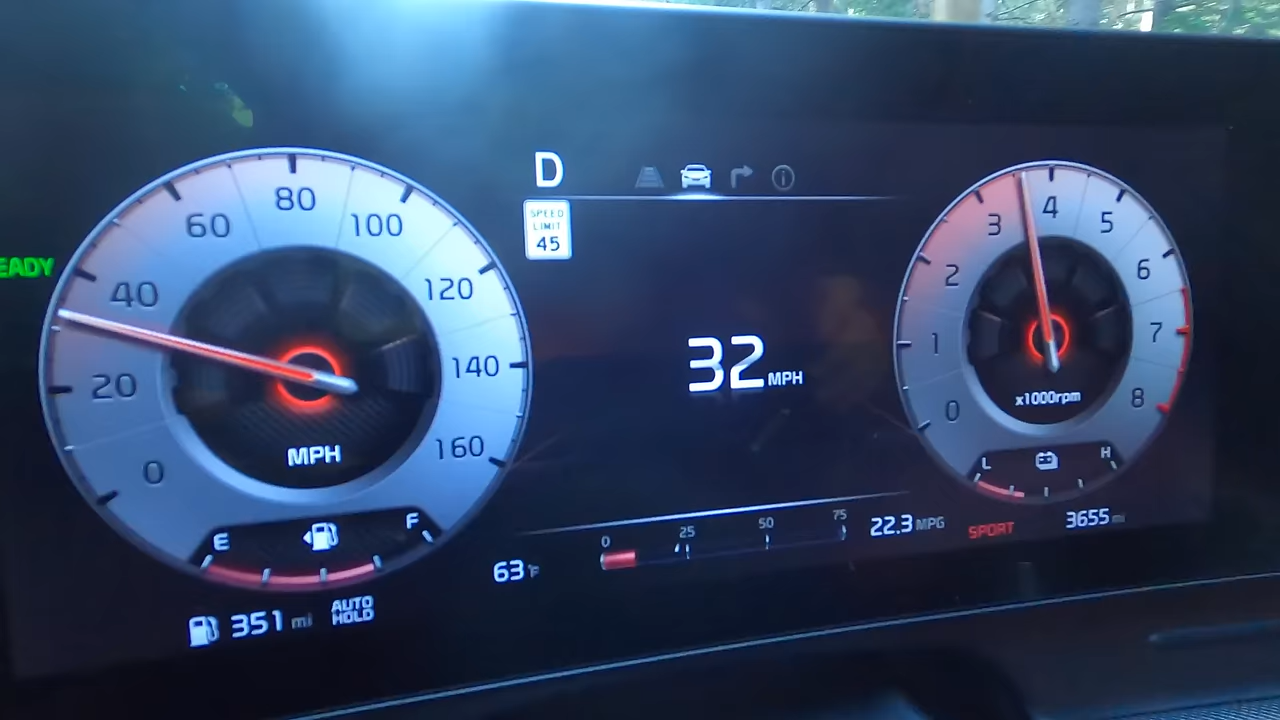 EADY
0
20
40
60
80
100
120
140
160
MPH
E
F
351 mi
AUTO
HOLD
D
SPEED
LIMIT
45
32 MPH
63°F
0 25 50 75
22.3 MPG
0
1
2
3
4
5
6
7
8
x1000rpm
L
H
SPORT
3655 mi